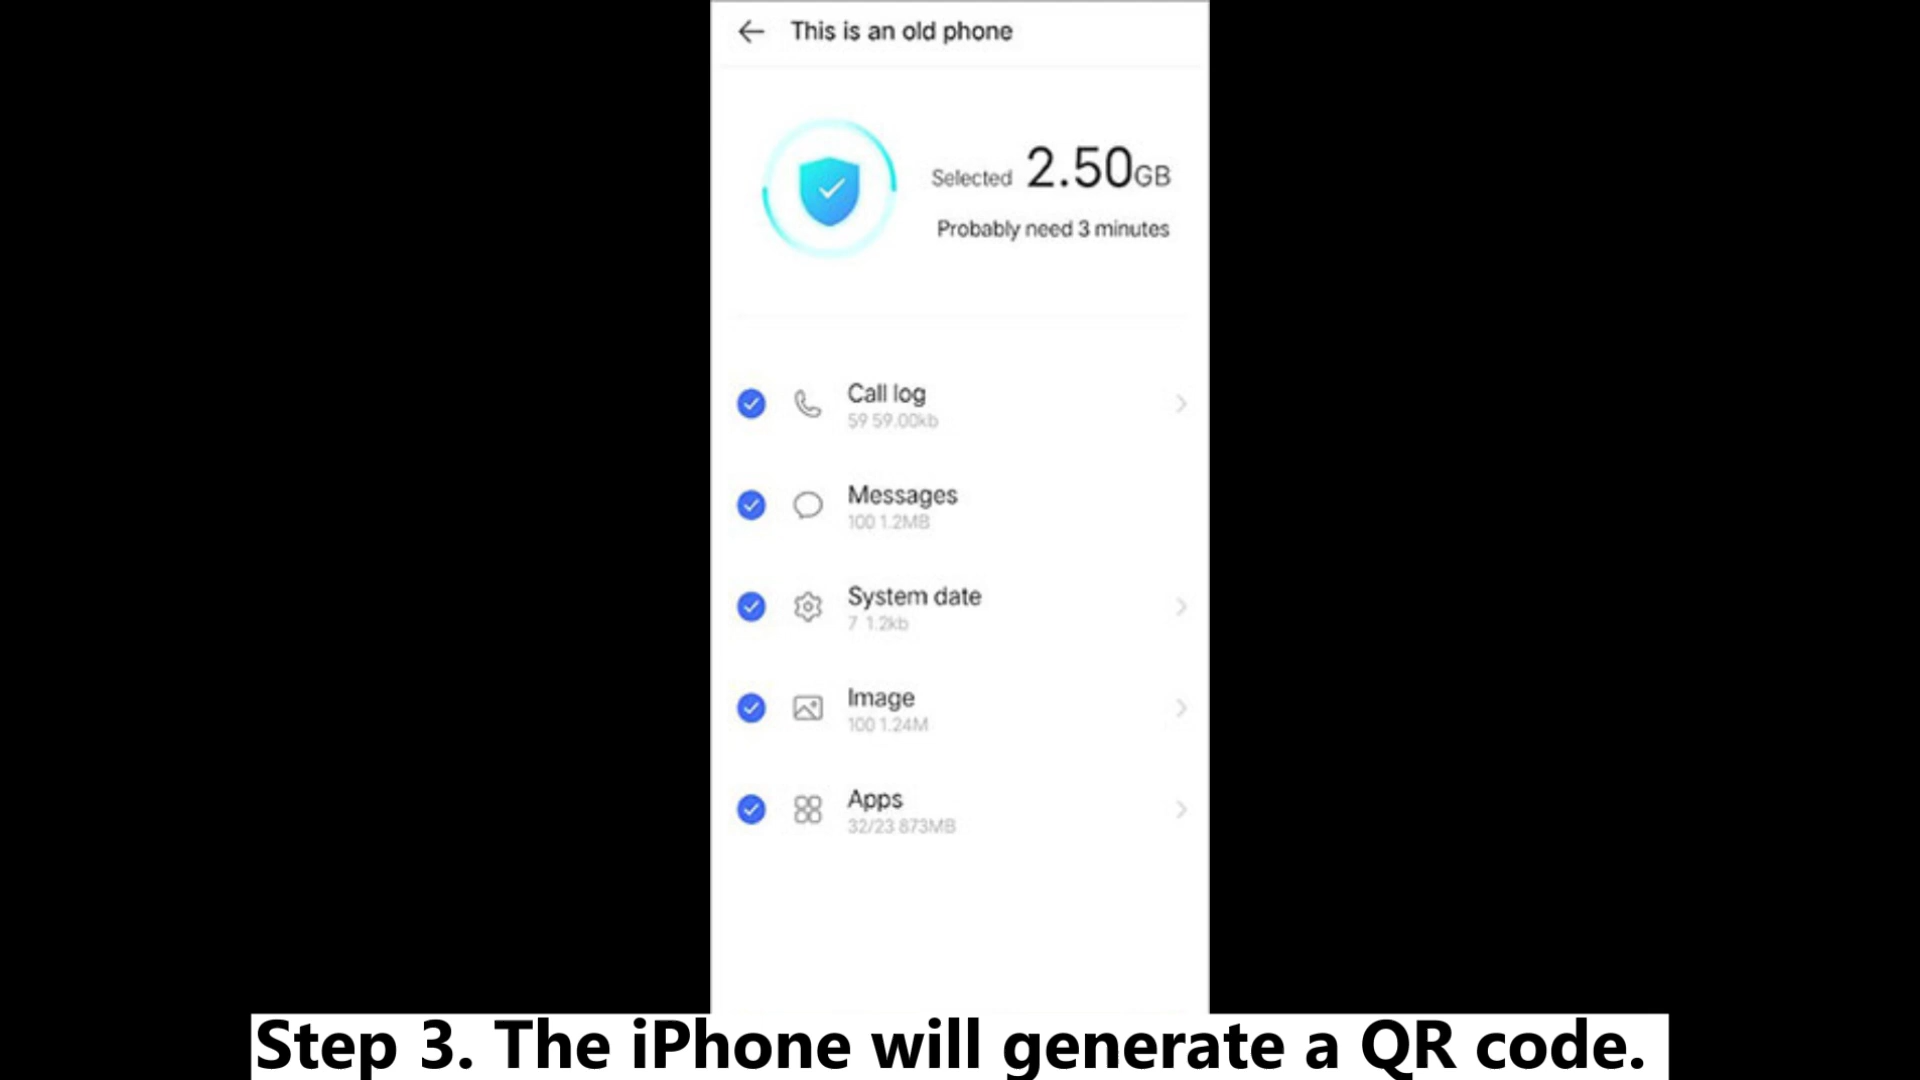 This is an old phone
Selected 2.50GB
Probably need 3 minutes
Call log
59 59.00kb
Messages
100 1.2MB
System date
7 1.2kb
Image
100 1.24M
Apps
32/23 873MB
Step 3. The iPhone will generate a QR code.